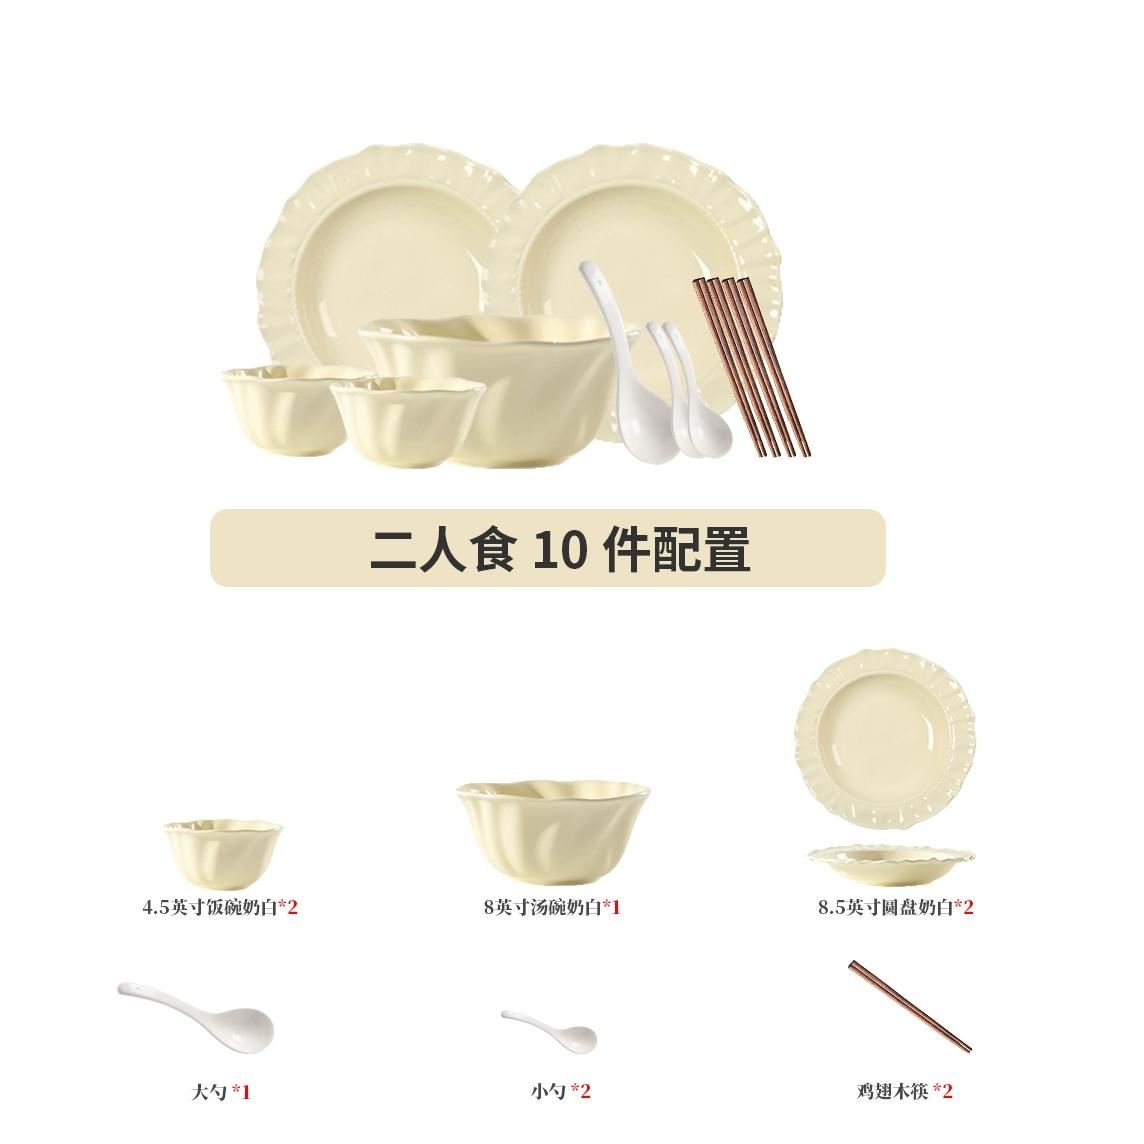 二人食 10 件配置
4.5英寸饭碗奶白*2
8英寸汤碗奶白*1
8.5英寸圆盘奶白*2
大勺 *1
小勺 *2
鸡翅木筷 *2